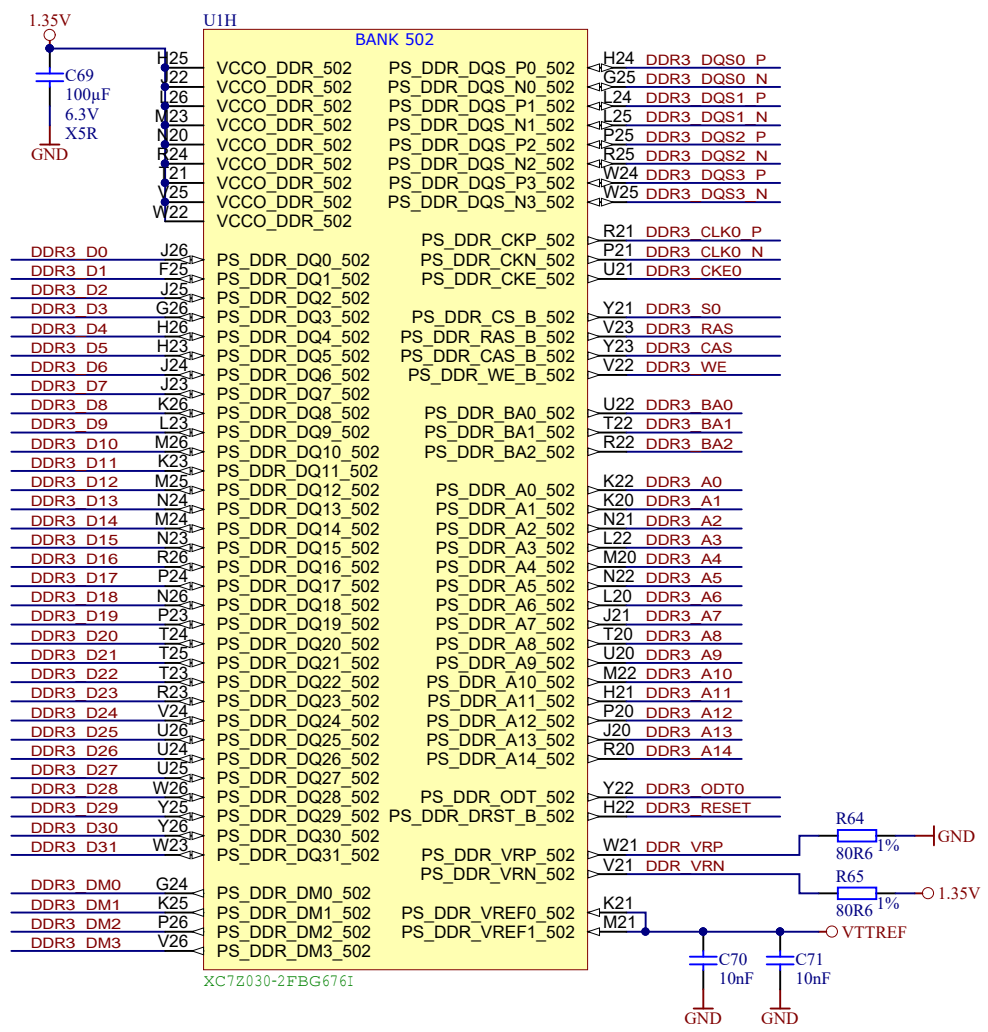 1.35V
U1H
BANK 502
C69
100µF
6.3V
X5R
GND
H25 VCCO_DDR_502
J22 VCCO_DDR_502
L26 VCCO_DDR_502
M23 VCCO_DDR_502
N20 VCCO_DDR_502
R24 VCCO_DDR_502
T21 VCCO_DDR_502
V25 VCCO_DDR_502
W22 VCCO_DDR_502
DDR3_D0 J26 PS_DDR_DQ0_502
DDR3_D1 F25 PS_DDR_DQ1_502
DDR3_D2 J25 PS_DDR_DQ2_502
DDR3_D3 G26 PS_DDR_DQ3_502
DDR3_D4 H26 PS_DDR_DQ4_502
DDR3_D5 H23 PS_DDR_DQ5_502
DDR3_D6 J24 PS_DDR_DQ6_502
DDR3_D7 J23 PS_DDR_DQ7_502
DDR3_D8 K26 PS_DDR_DQ8_502
DDR3_D9 L23 PS_DDR_DQ9_502
DDR3_D10 M26 PS_DDR_DQ10_502
DDR3_D11 K23 PS_DDR_DQ11_502
DDR3_D12 M25 PS_DDR_DQ12_502
DDR3_D13 N24 PS_DDR_DQ13_502
DDR3_D14 M24 PS_DDR_DQ14_502
DDR3_D15 N23 PS_DDR_DQ15_502
DDR3_D16 R26 PS_DDR_DQ16_502
DDR3_D17 P24 PS_DDR_DQ17_502
DDR3_D18 N26 PS_DDR_DQ18_502
DDR3_D19 P23 PS_DDR_DQ19_502
DDR3_D20 T24 PS_DDR_DQ20_502
DDR3_D21 T25 PS_DDR_DQ21_502
DDR3_D22 T23 PS_DDR_DQ22_502
DDR3_D23 R23 PS_DDR_DQ23_502
DDR3_D24 V24 PS_DDR_DQ24_502
DDR3_D25 U26 PS_DDR_DQ25_502
DDR3_D26 U24 PS_DDR_DQ26_502
DDR3_D27 U25 PS_DDR_DQ27_502
DDR3_D28 W26 PS_DDR_DQ28_502
DDR3_D29 Y25 PS_DDR_DQ29_502
DDR3_D30 Y26 PS_DDR_DQ30_502
DDR3_D31 W23 PS_DDR_DQ31_502
DDR3_DM0 G24 PS_DDR_DM0_502
DDR3_DM1 K25 PS_DDR_DM1_502
DDR3_DM2 P26 PS_DDR_DM2_502
DDR3_DM3 V26 PS_DDR_DM3_502
PS_DDR_DQS_P0_502 H24 DDR3_DQS0_P
PS_DDR_DQS_N0_502 G25 DDR3_DQS0_N
PS_DDR_DQS_P1_502 L24 DDR3_DQS1_P
PS_DDR_DQS_N1_502 L25 DDR3_DQS1_N
PS_DDR_DQS_P2_502 P25 DDR3_DQS2_P
PS_DDR_DQS_N2_502 R25 DDR3_DQS2_N
PS_DDR_DQS_P3_502 W24 DDR3_DQS3_P
PS_DDR_DQS_N3_502 W25 DDR3_DQS3_N
PS_DDR_CKP_502 R21 DDR3_CLK0_P
PS_DDR_CKN_502 P21 DDR3_CLK0_N
PS_DDR_CKE_502 U21 DDR3_CKE0
PS_DDR_CS_B_502 Y21 DDR3_S0
PS_DDR_RAS_B_502 V23 DDR3_RAS
PS_DDR_CAS_B_502 Y23 DDR3_CAS
PS_DDR_WE_B_502 V22 DDR3_WE
PS_DDR_BA0_502 U22 DDR3_BA0
PS_DDR_BA1_502 T22 DDR3_BA1
PS_DDR_BA2_502 R22 DDR3_BA2
PS_DDR_A0_502 K22 DDR3_A0
PS_DDR_A1_502 K20 DDR3_A1
PS_DDR_A2_502 N21 DDR3_A2
PS_DDR_A3_502 L22 DDR3_A3
PS_DDR_A4_502 M20 DDR3_A4
PS_DDR_A5_502 N22 DDR3_A5
PS_DDR_A6_502 L20 DDR3_A6
PS_DDR_A7_502 J21 DDR3_A7
PS_DDR_A8_502 T20 DDR3_A8
PS_DDR_A9_502 U20 DDR3_A9
PS_DDR_A10_502 M22 DDR3_A10
PS_DDR_A11_502 H21 DDR3_A11
PS_DDR_A12_502 P20 DDR3_A12
PS_DDR_A13_502 J20 DDR3_A13
PS_DDR_A14_502 R20 DDR3_A14
PS_DDR_ODT_502 Y22 DDR3_ODT0
PS_DDR_DRST_B_502 H22 DDR3_RESET
PS_DDR_VRP_502 W21 DDR_VRP
PS_DDR_VRN_502 V21 DDR_VRN
PS_DDR_VREF0_502 K21
PS_DDR_VREF1_502 M21
R64
80R6 1%
GND
R65
80R6 1%
1.35V
VTTREF
C70
10nF
GND
C71
10nF
GND
XC7Z030-2FBG676I